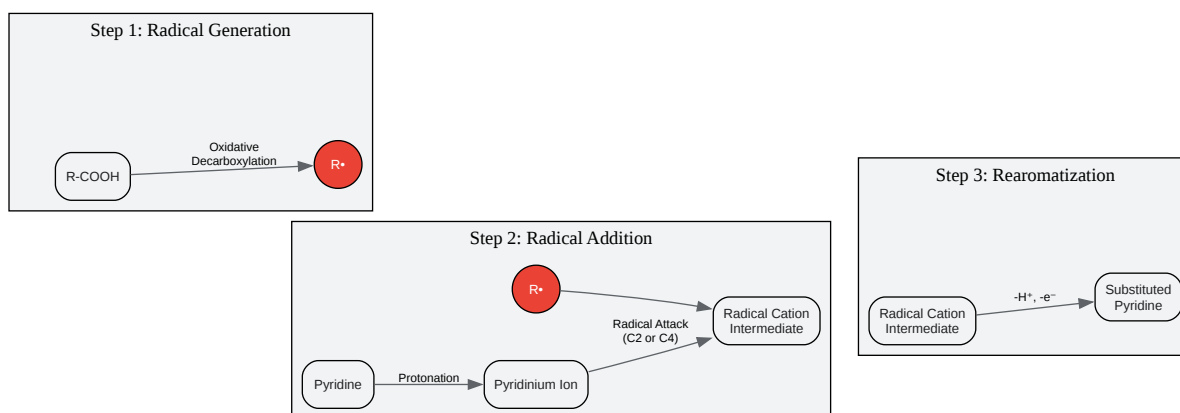 Step 1: Radical Generation
R-COOH
Oxidative
Decarboxylation
R•
Step 2: Radical Addition
R•
Pyridine
Protonation
Pyridinium Ion
Radical Attack
(C2 or C4)
Radical Cation
Intermediate
Step 3: Rearomatization
Radical Cation
Intermediate
-H⁺, -e⁻
Substituted
Pyridine